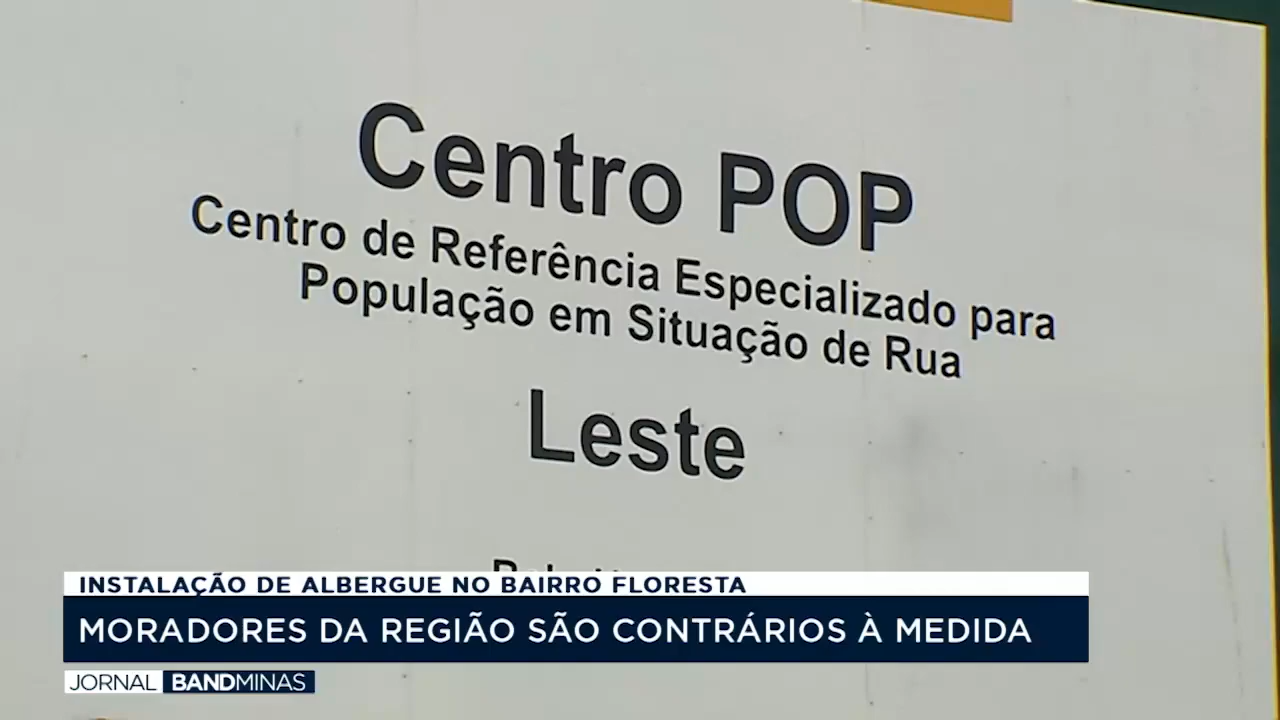 Centro POP
Centro de Referência Especializado para
População em Situação de Rua
Leste
INSTALAÇÃO DE ALBERGUE NO BAIRRO FLORESTA
MORADORES DA REGIÃO SÃO CONTRÁRIOS À MEDIDA
JORNAL BANDMINAS